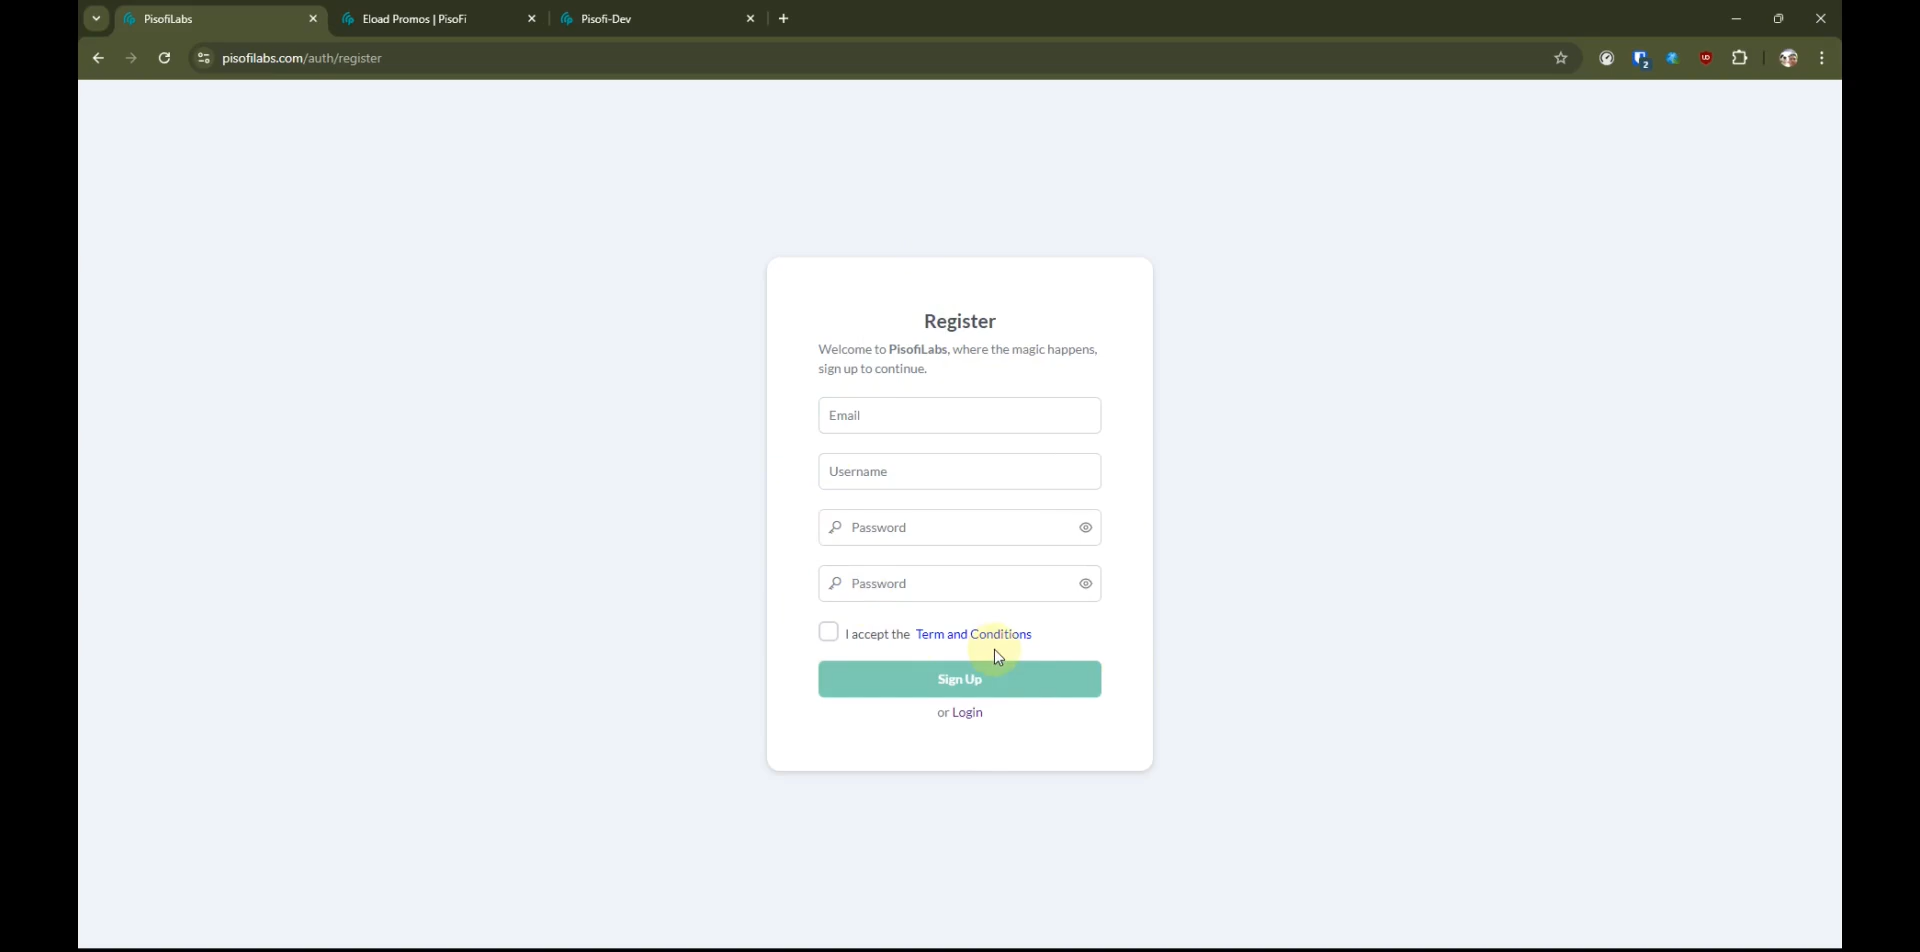 PisofiLabs
Eload Promos | PisoFi
Pisofi-Dev
pisofilabs.com/auth/register
2
Register
Welcome to PisofiLabs, where the magic happens,
sign up to continue.
Email
Username
Password
Password
I accept the Term and Conditions
Sign Up
or Login